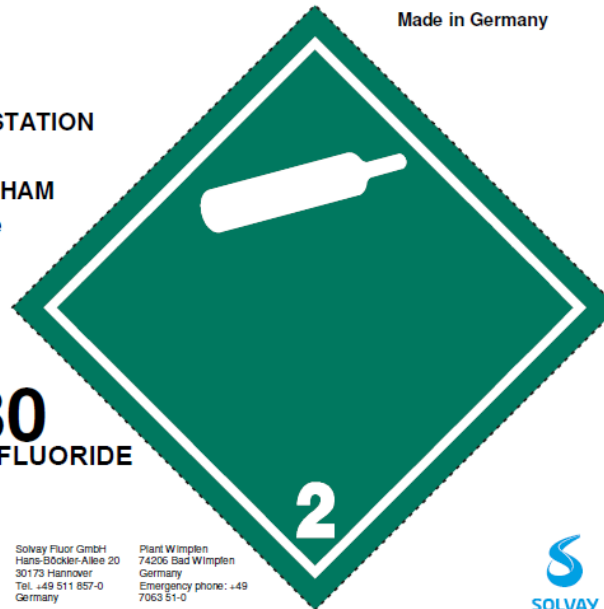 Made in Germany
STATION
HAM
30
FLUORIDE
2
Solvay Fluor GmbH
Hans-Böckler-Allee 20
30173 Hannover
Tel. +49 511 857-0
Germany
Plant Wimpfen
74206 Bad Wimpfen
Germany
Emergency phone: +49
7063 51-0
SOLVAY